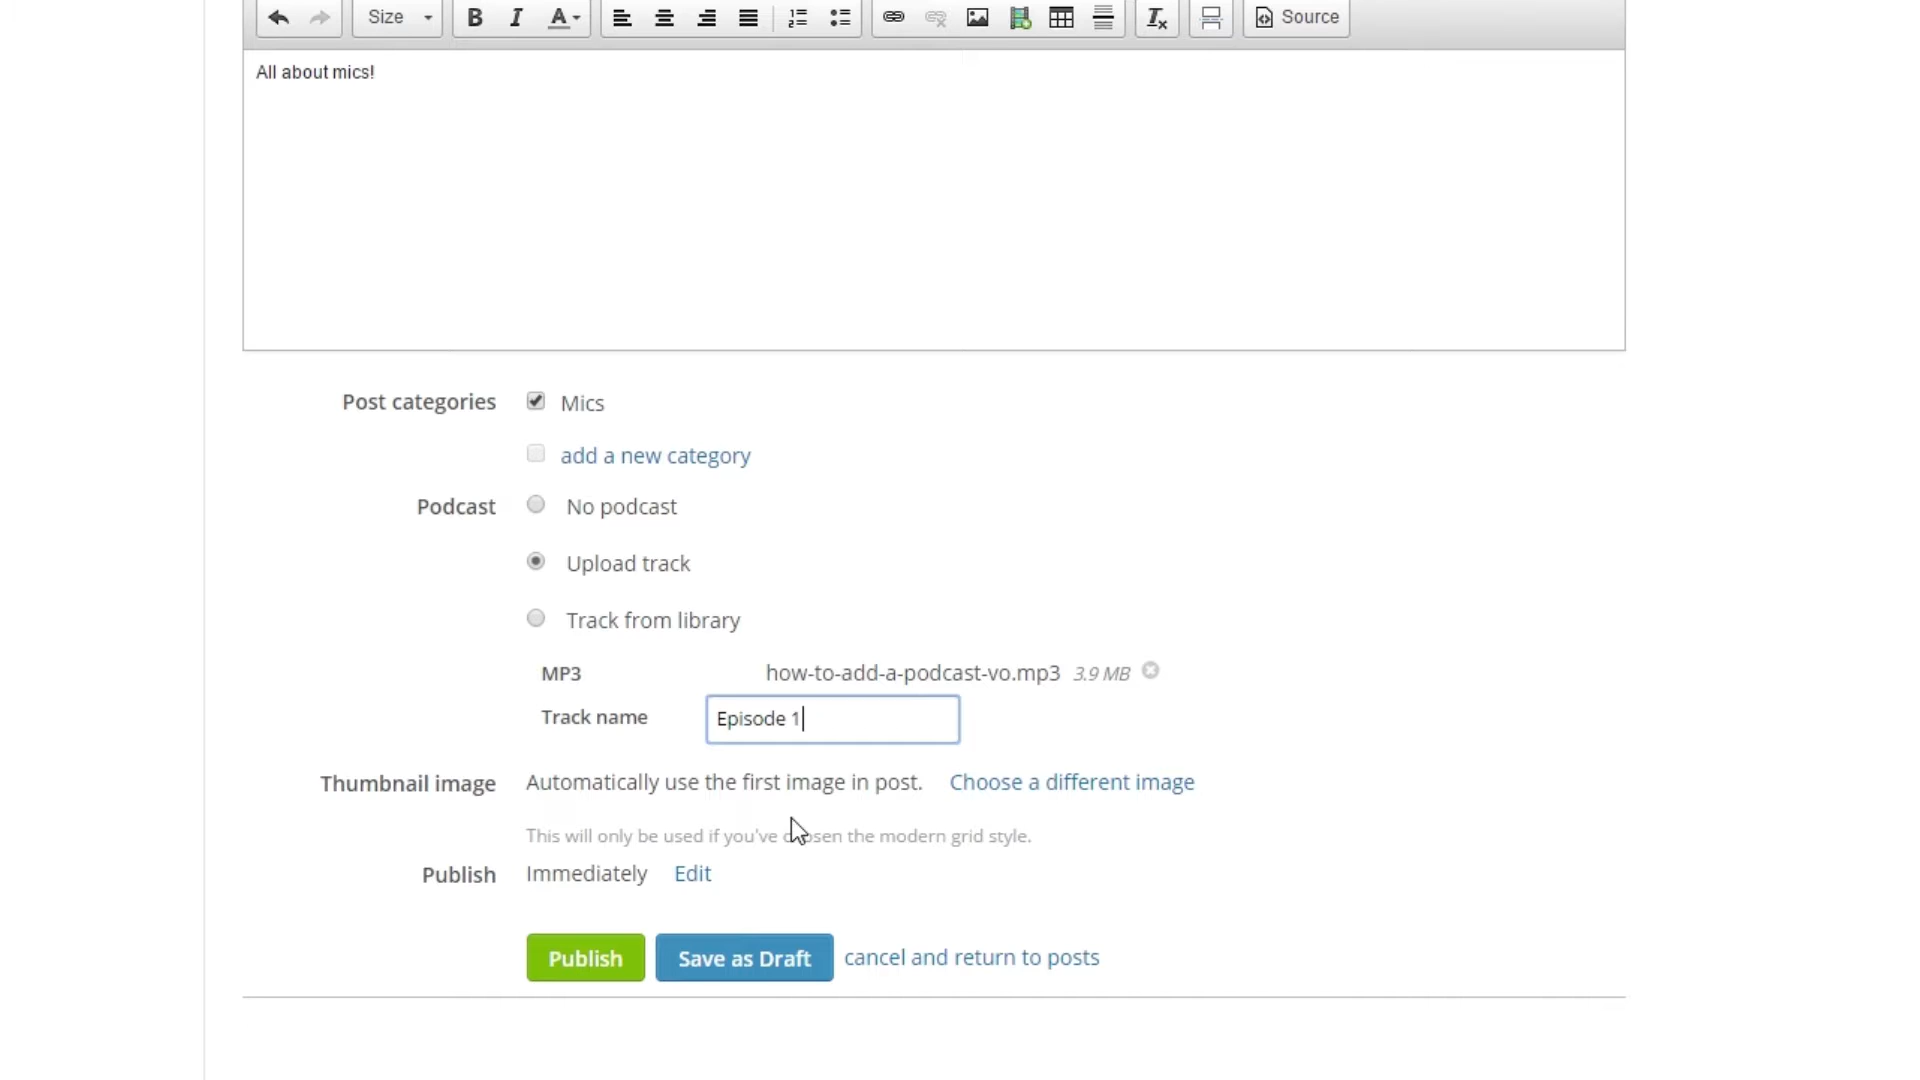 Size B I A Source
All about mics!
Post categories Mics
add a new category
Podcast No podcast
Upload track
Track from library
MP3 how-to-add-a-podcast-vo.mp3 3.9 MB
Track name Episode 1
Thumbnail image Automatically use the first image in post. Choose a different image
This will only be used if you've chosen the modern grid style.
Publish Immediately Edit
Publish Save as Draft cancel and return to posts